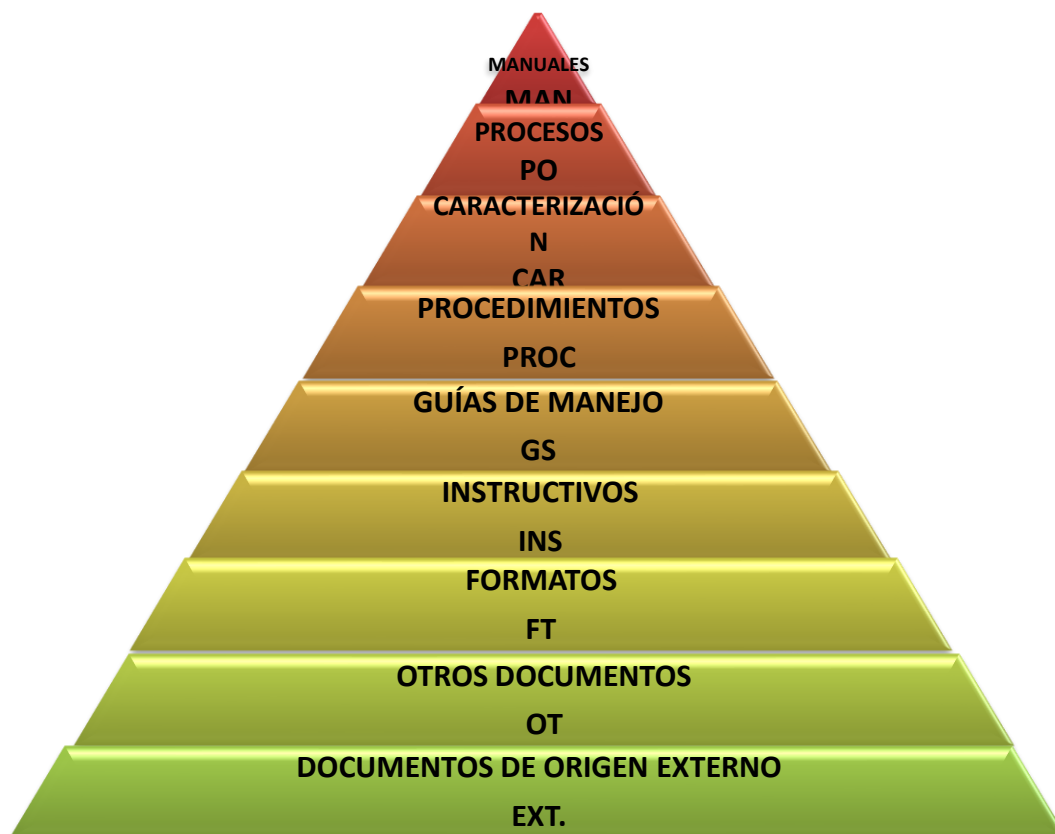 MANUALES
MAN
PROCESOS
PO
CARACTERIZACIÓ
N
CAR
PROCEDIMIENTOS
PROC
GUÍAS DE MANEJO
GS
INSTRUCTIVOS
INS
FORMATOS
FT
OTROS DOCUMENTOS
OT
DOCUMENTOS DE ORIGEN EXTERNO
EXT.